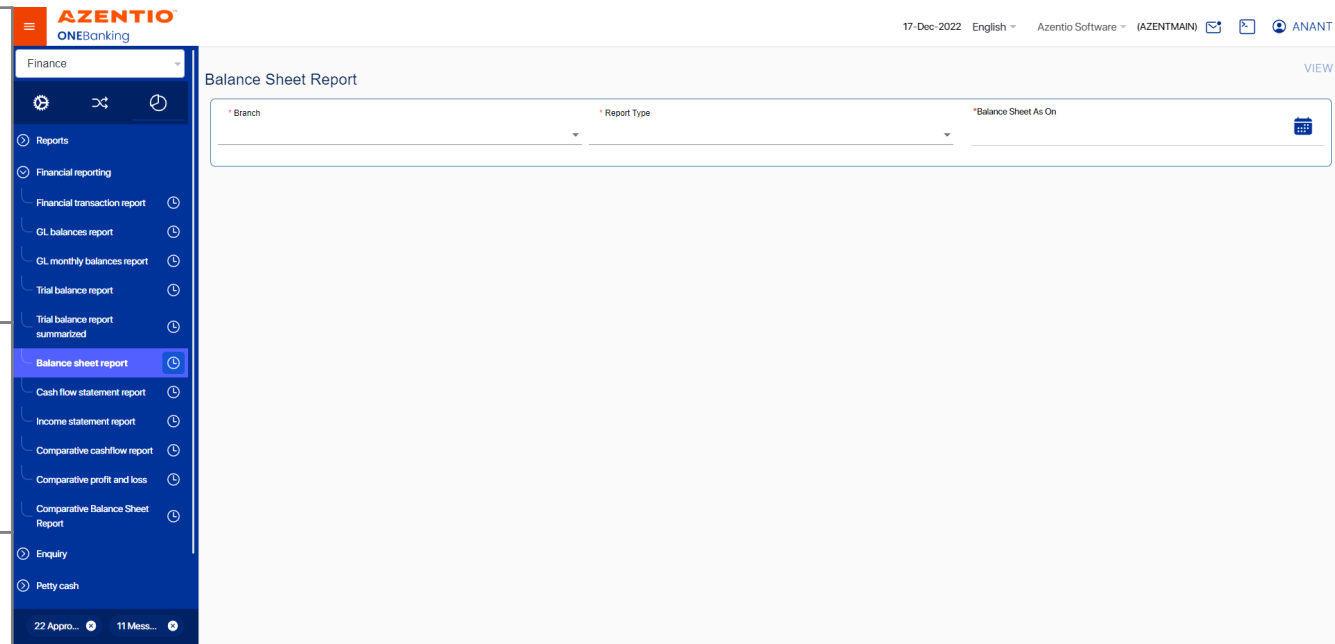 AZENTIO
ONEBanking
17-Dec-2022 English Azentio Software (AZENTMAIN) ANANT
Finance
VIEW
Balance Sheet Report
* Branch
* Report Type
*Balance Sheet As On
Reports
Financial reporting
Financial transaction report
GL balances report
GL monthly balances report
Trial balance report
Trial balance report
summarized
Balance sheet report
Cash flow statement report
Income statement report
Comparative cashflow report
Comparative profit and loss
Comparative Balance Sheet
Report
Enquiry
Petty cash
22 Appro... 11 Mess...